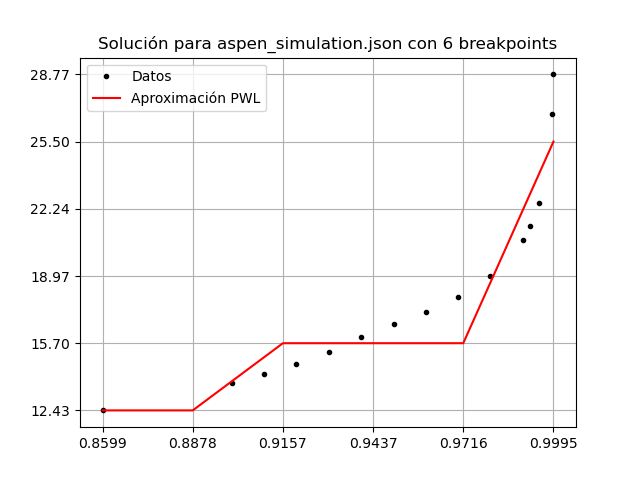 Solución para aspen_simulation.json con 6 breakpoints
Datos
Aproximación PWL
28.77
25.50
22.24
18.97
15.70
12.43
0.8599 0.8878 0.9157 0.9437 0.9716 0.9995